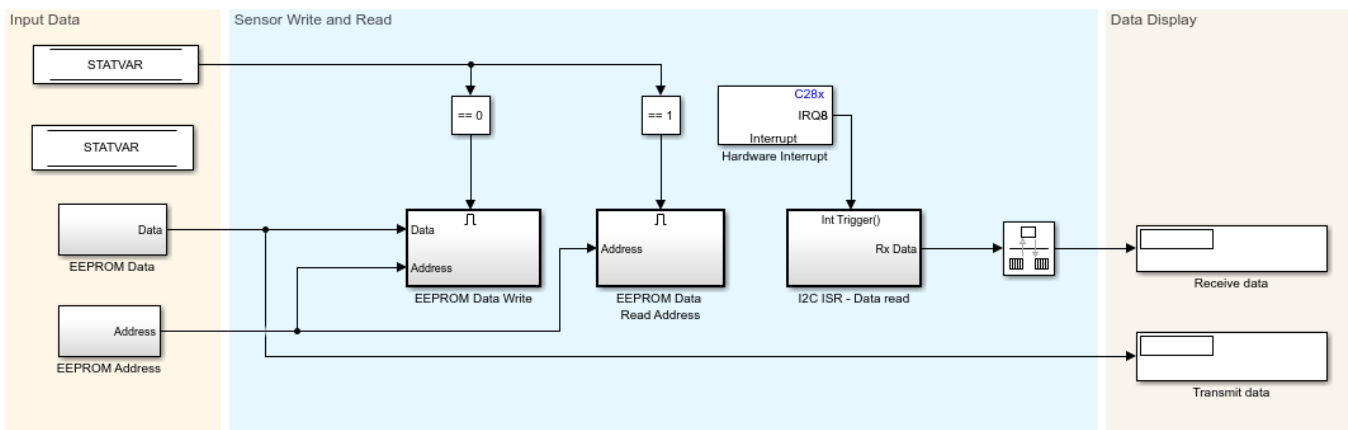 Input Data
Sensor Write and Read
Data Display
STATVAR
C28x
== 0
== 1
IRQ8
Interrupt
Hardware Interrupt
STATVAR
Data
EEPROM Data
Data
Address
EEPROM Data Write
Address
EEPROM Data
Read Address
Int Trigger()
Rx Data
I2C ISR - Data read
Receive data
Address
EEPROM Address
Transmit data